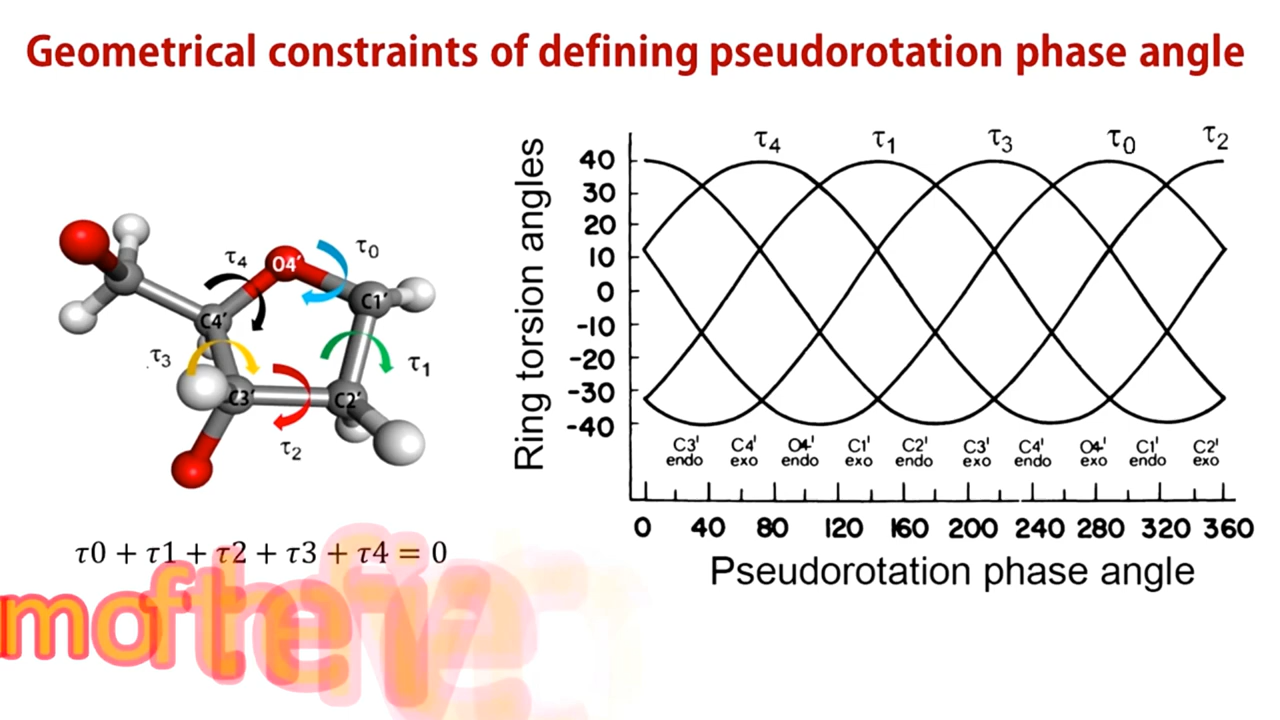 Geometrical constraints of defining pseudorotation phase angle
τ4
O4′
τ0
C1′
C4′
τ3
τ1
C3′
C2′
τ2
τ0 + τ1 + τ2 + τ3 + τ4 = 0
m of the five
Ring torsion angles
τ4 τ1 τ3 τ0 τ2
40
30
20
10
0
-10
-20
-30
-40
C3' C4' O4' C1' C2' C3' C4' O4' C1' C2'
endo exo endo exo endo exo endo exo endo exo
0 40 80 120 160 200 240 280 320 360
Pseudorotation phase angle